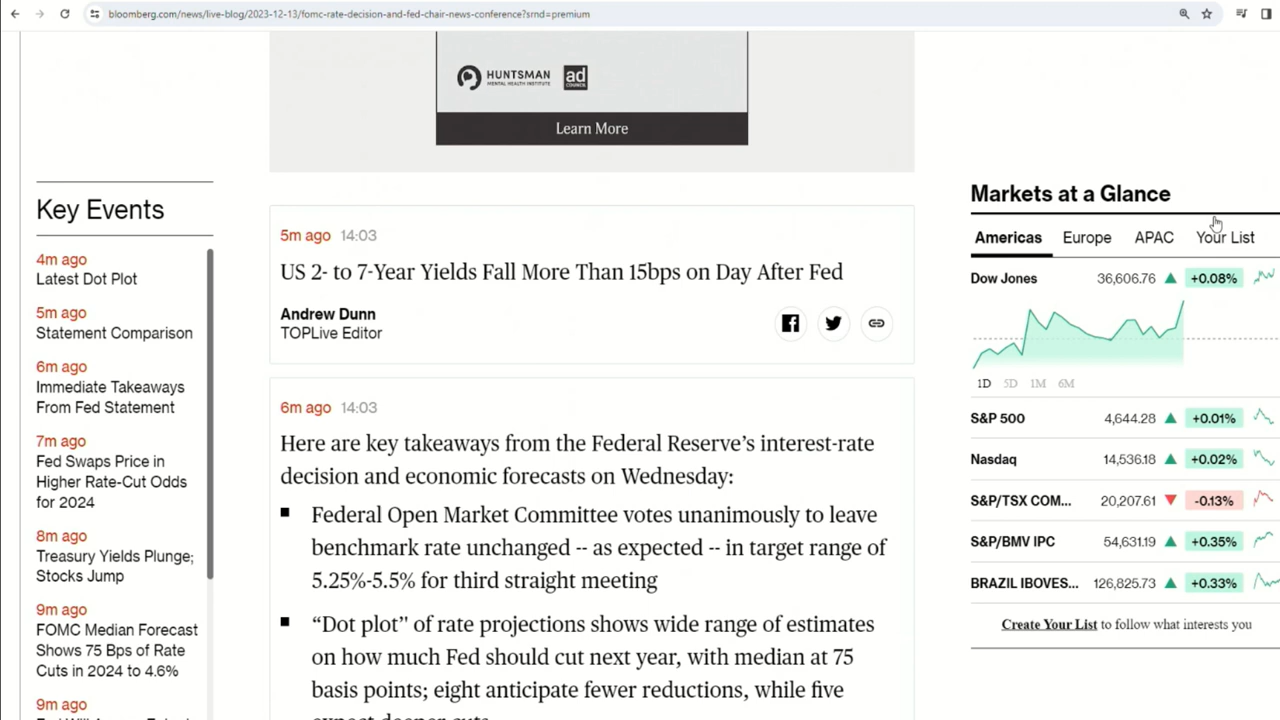 bloomberg.com/news/live-blog/2023-12-13/fomc-rate-decision-and-fed-chair-news-conference?srnd=premium
HUNTSMAN
MENTAL HEALTH INSTITUTE
ad
COUNCIL
Learn More
Key Events
4m ago
Latest Dot Plot
5m ago
Statement Comparison
6m ago
Immediate Takeaways
From Fed Statement
7m ago
Fed Swaps Price in
Higher Rate-Cut Odds
for 2024
8m ago
Treasury Yields Plunge;
Stocks Jump
9m ago
FOMC Median Forecast
Shows 75 Bps of Rate
Cuts in 2024 to 4.6%
9m ago
5m ago 14:03
US 2- to 7-Year Yields Fall More Than 15bps on Day After Fed
Andrew Dunn
TOPLive Editor
6m ago 14:03
Here are key takeaways from the Federal Reserve’s interest-rate
decision and economic forecasts on Wednesday:
Federal Open Market Committee votes unanimously to leave
benchmark rate unchanged -- as expected -- in target range of
5.25%-5.5% for third straight meeting
“Dot plot” of rate projections shows wide range of estimates
on how much Fed should cut next year, with median at 75
basis points; eight anticipate fewer reductions, while five
expect deeper cuts
Markets at a Glance
Americas Europe APAC Your List
Dow Jones 36,606.76 +0.08%
1D 5D 1M 6M
S&P 500 4,644.28 +0.01%
Nasdaq 14,536.18 +0.02%
S&P/TSX COM... 20,207.61 -0.13%
S&P/BMV IPC 54,631.19 +0.35%
BRAZIL IBOVES... 126,825.73 +0.33%
Create Your List to follow what interests you